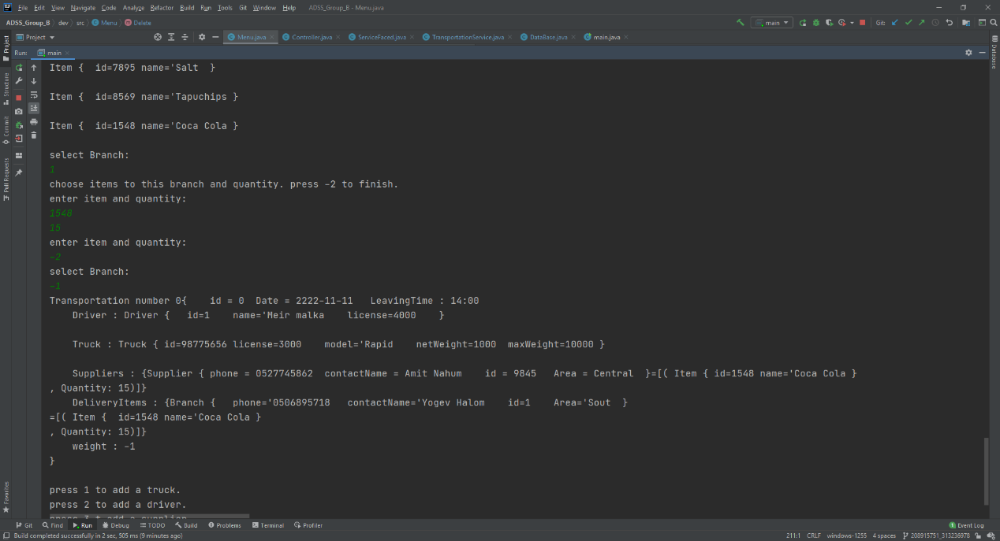 File Edit View Navigate Code Analyze Refactor Build Run Tools Git Window Help ADSS_Group_B - Menu.java
ADSS_Group_B dev src Menu Delete main Git:
Project Menu.java Controller.java ServiceFaced.java TransportationService.java DataBase.java main.java
Run: main
Project
Structure
Commit
Pull Requests
Favorites
Database
Item {  id=7895 name='Salt  }
Item {  id=8569 name='Tapuchips }
Item {  id=1548 name='Coca Cola }
select Branch:
1
choose items to this branch and quantity. press -2 to finish.
enter item and quantity:
1548
15
enter item and quantity:
-2
select Branch:
-1
Transportation number 0{    id = 0  Date = 2222-11-11   LeavingTime : 14:00
Driver : Driver {   id=1    name='Meir malka    license=4000    }
Truck : Truck { id=98775656 license=3000    model='Rapid    netWeight=1000  maxWeight=10000 }
Suppliers : {Supplier { phone = 0527745862  contactName = Amit Nahum    id = 9845   Area = Central  }=[( Item { id=1548 name='Coca Cola }
, Quantity: 15)]}
DeliveryItems : {Branch {   phone='0506895718   contactName='Yogev Halom    id=1    Area='Sout  }
=[( Item {  id=1548 name='Coca Cola }
, Quantity: 15)]}
weight : -1
}
press 1 to add a truck.
press 2 to add a driver.
Git Find Run Debug TODO Build Problems Terminal Profiler Event Log
Build completed successfully in 2 sec, 505 ms (9 minutes ago) 211:1 CRLF windows-1255 4 spaces 208915751_313236978